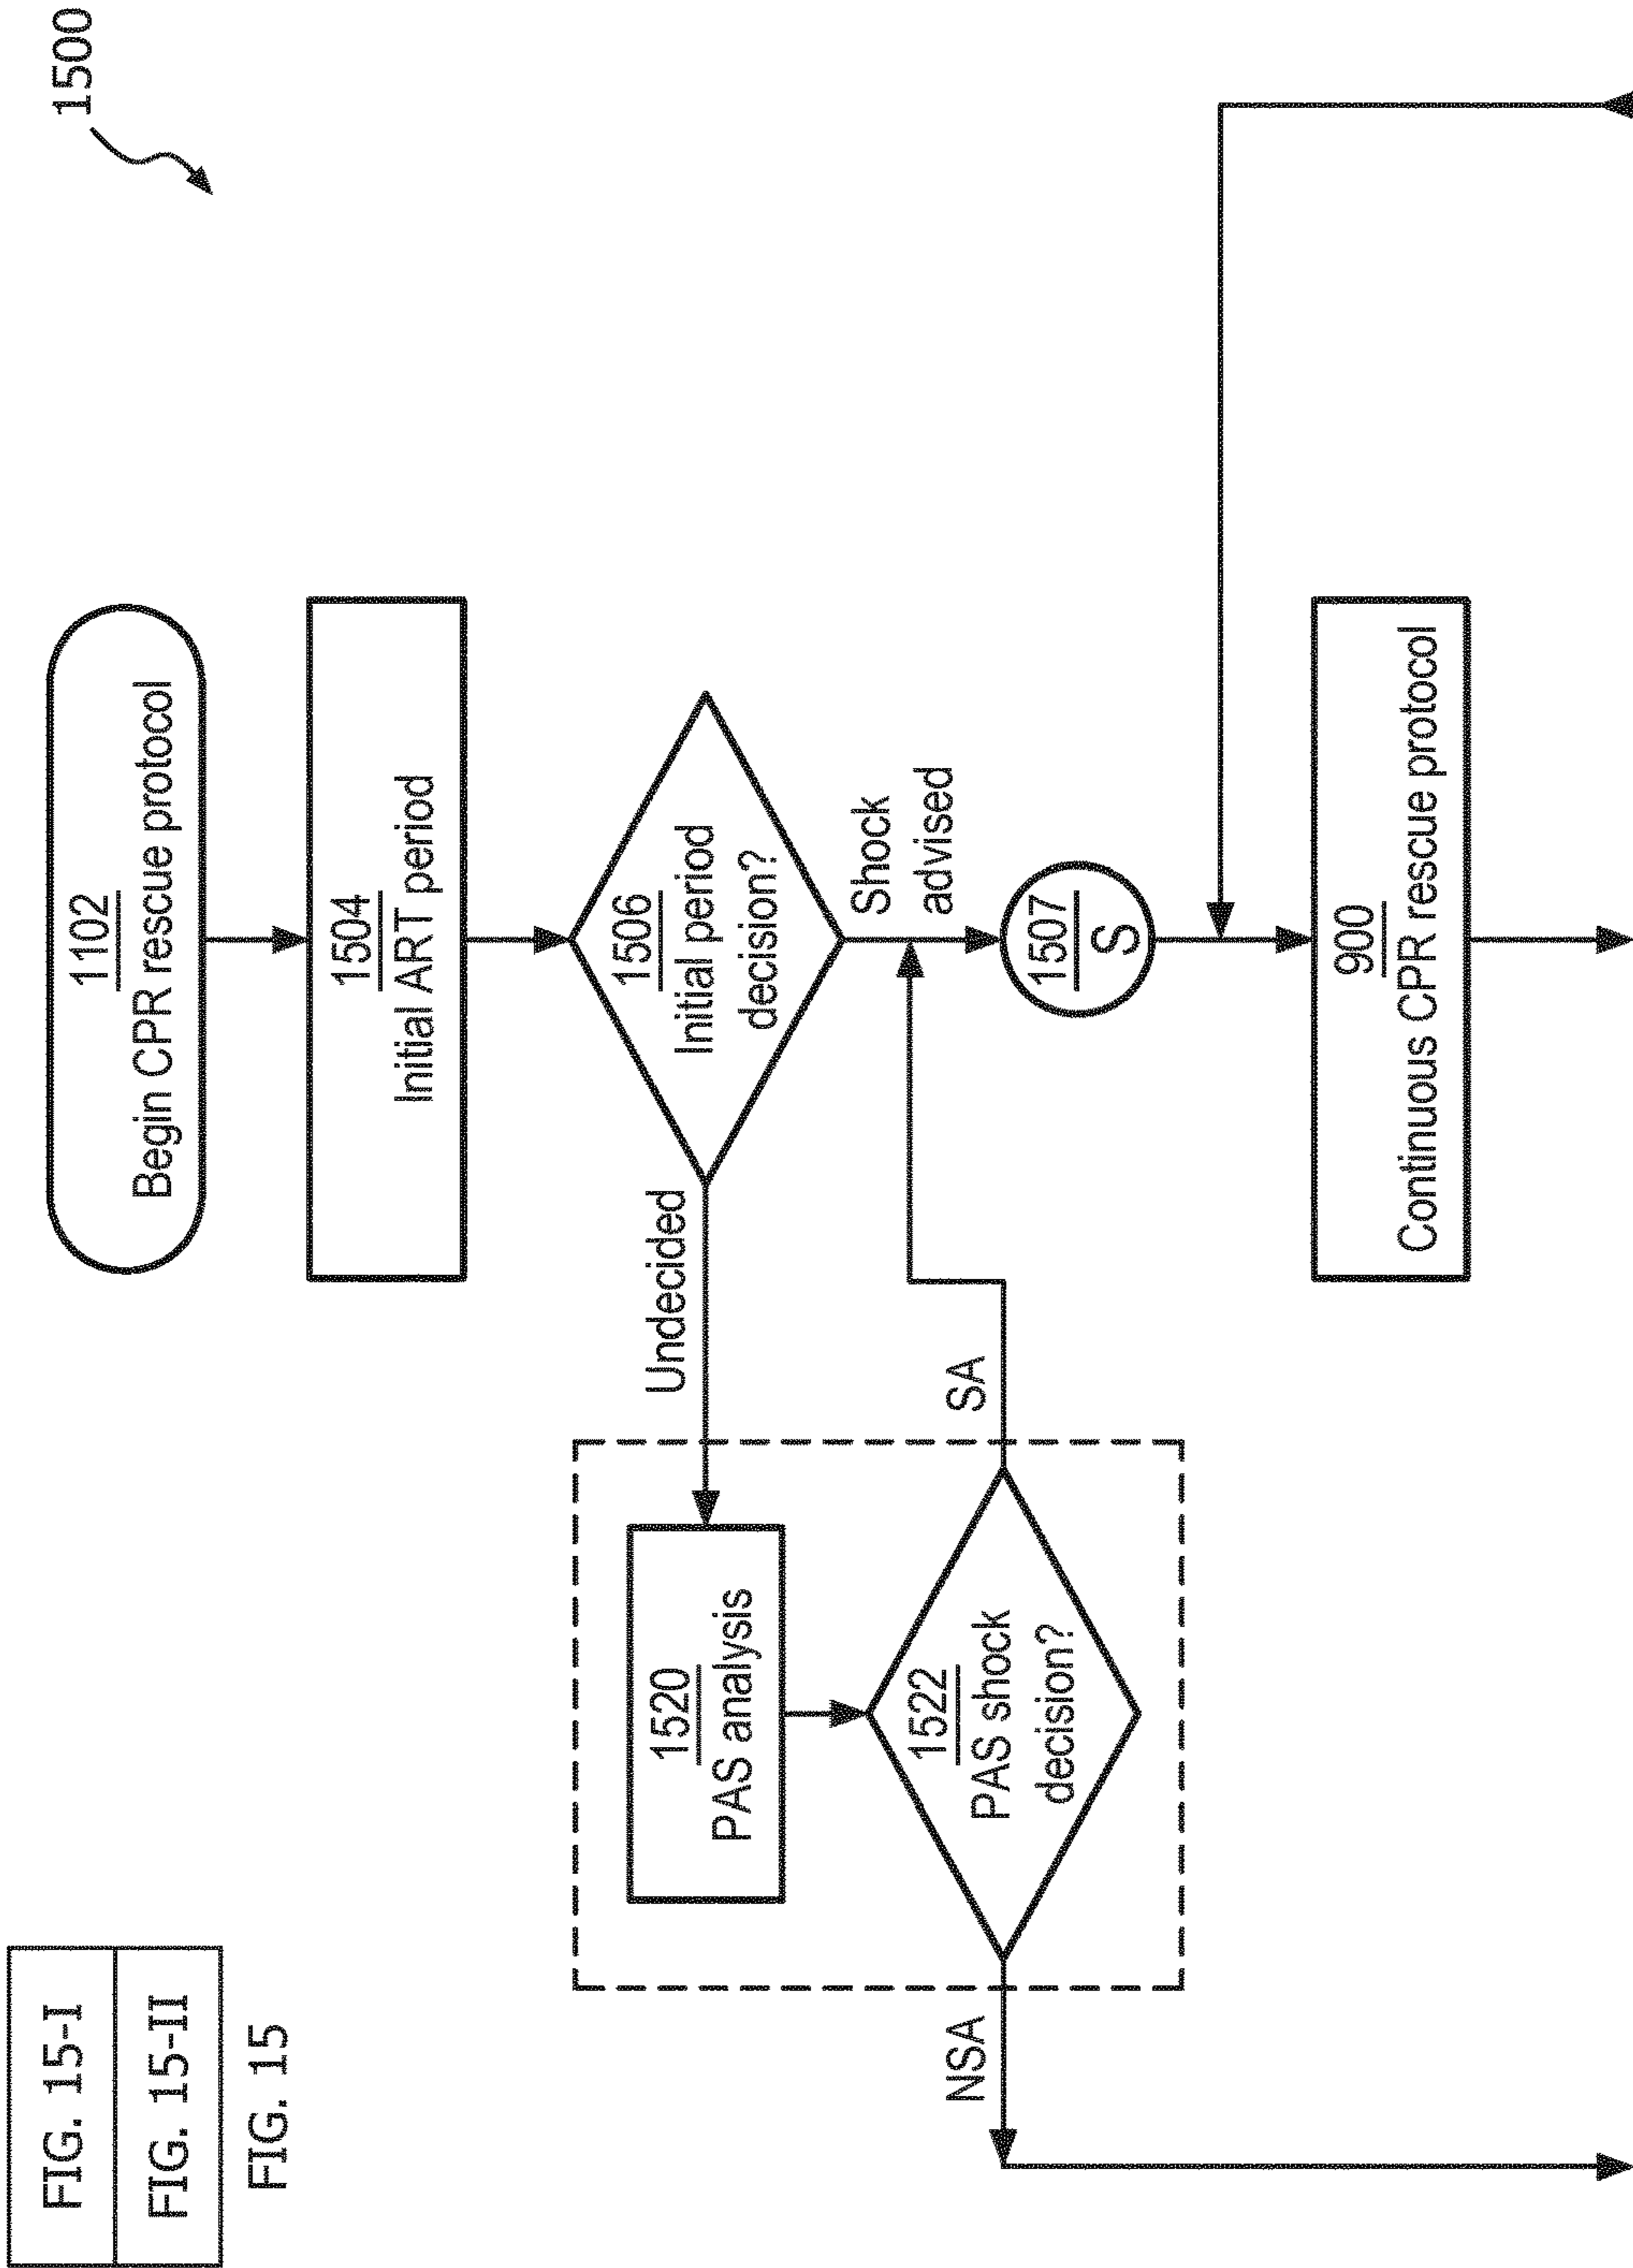 FIG. 15-I
FIG. 15-II
FIG. 15
1500
1102
Begin CPR rescue protocol
1504
Initial ART period
1506
Initial period
decision?
Undecided
Shock
advised
1520
PAS analysis
1522
PAS shock
decision?
NSA
SA
1507
S
900
Continuous CPR rescue protocol